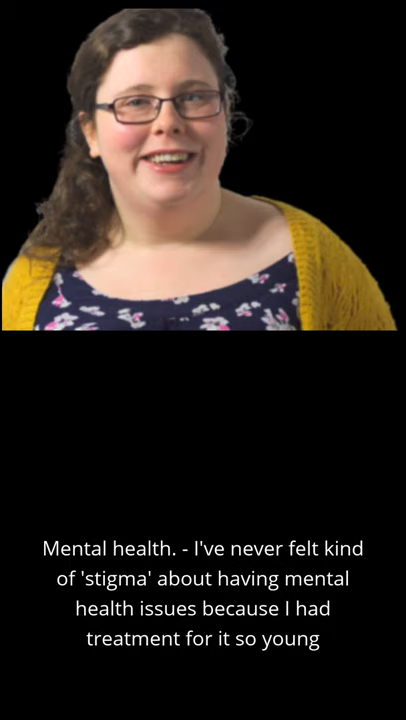 Mental health. - I've never felt kind
of 'stigma' about having mental
health issues because I had
treatment for it so young